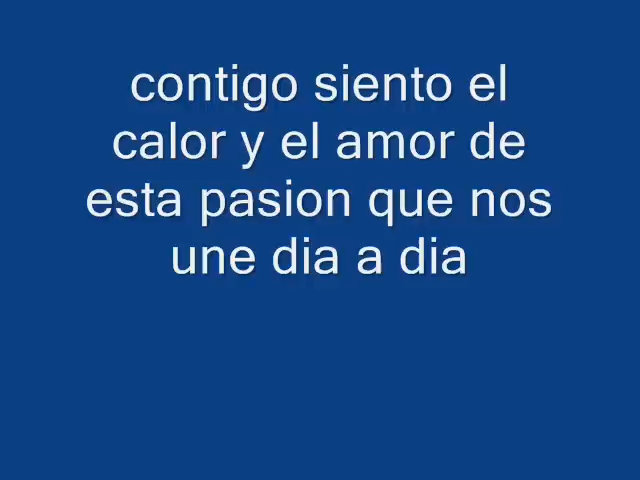 contigo siento el
calor y el amor de
esta pasion que nos
une dia a dia